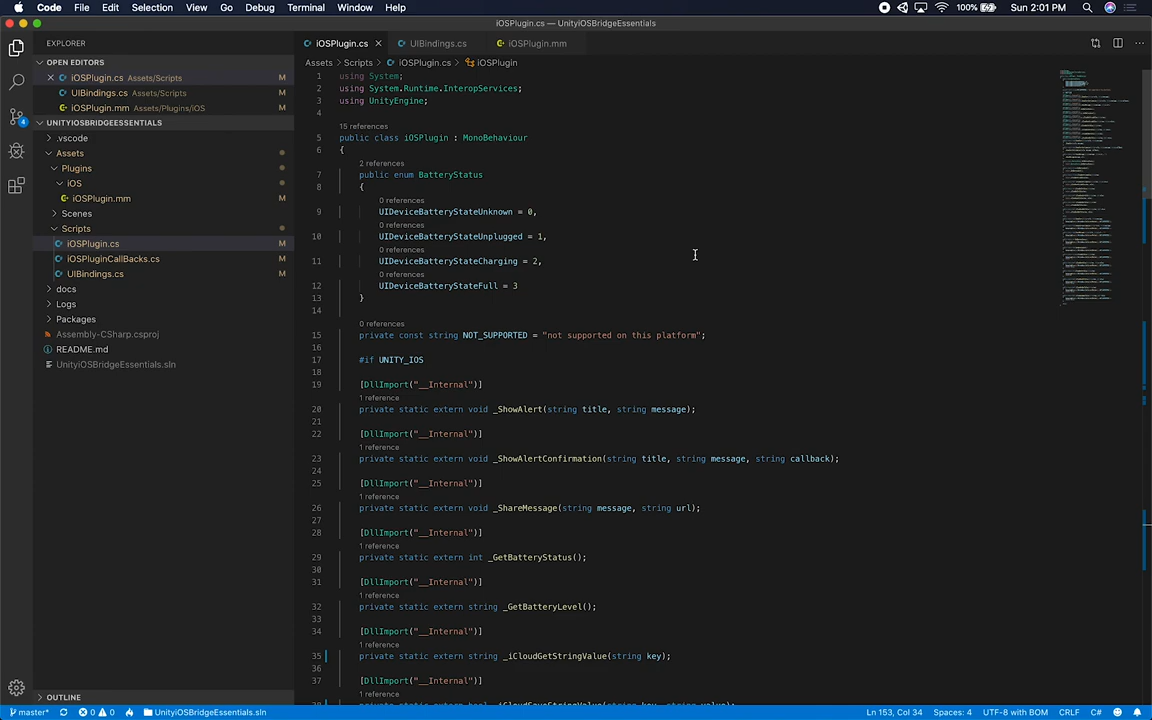 Code File Edit Selection View Go Debug Terminal Window Help 100% Sun 2:01 PM
iOSPlugin.cs — UnityiOSBridgeEssentials
EXPLORER
OPEN EDITORS
iOSPlugin.cs Assets/Scripts M
UIBindings.cs Assets/Scripts M
iOSPlugin.mm Assets/Plugins/iOS M
UNITYIOSBRIDGEESSENTIALS
.vscode
Assets
Plugins
iOS
iOSPlugin.mm M
Scenes
Scripts
iOSPlugin.cs M
iOSPluginCallBacks.cs M
UIBindings.cs M
docs
Logs
Packages
Assembly-CSharp.csproj
README.md
UnityiOSBridgeEssentials.sln
OUTLINE
4
iOSPlugin.cs UIBindings.cs iOSPlugin.mm
Assets > Scripts > iOSPlugin.cs > iOSPlugin
1 using System;
2 using System.Runtime.InteropServices;
3 using UnityEngine;
4
15 references
5 public class iOSPlugin : MonoBehaviour
6 {
2 references
7 public enum BatteryStatus
8 {
0 references
9 UIDeviceBatteryStateUnknown = 0,
0 references
10 UIDeviceBatteryStateUnplugged = 1,
0 references
11 UIDeviceBatteryStateCharging = 2,
0 references
12 UIDeviceBatteryStateFull = 3
13 }
14
0 references
15 private const string NOT_SUPPORTED = "not supported on this platform";
16
17 #if UNITY_IOS
18
19 [DllImport("__Internal")]
1 reference
20 private static extern void _ShowAlert(string title, string message);
21
22 [DllImport("__Internal")]
1 reference
23 private static extern void _ShowAlertConfirmation(string title, string message, string callback);
24
25 [DllImport("__Internal")]
1 reference
26 private static extern void _ShareMessage(string message, string url);
27
28 [DllImport("__Internal")]
1 reference
29 private static extern int _GetBatteryStatus();
30
31 [DllImport("__Internal")]
1 reference
32 private static extern string _GetBatteryLevel();
33
34 [DllImport("__Internal")]
1 reference
35 private static extern string _iCloudGetStringValue(string key);
36
37 [DllImport("__Internal")]
1 reference
master* 0 0 UnityiOSBridgeEssentials.sln Ln 153, Col 34 Spaces: 4 UTF-8 with BOM CRLF C#